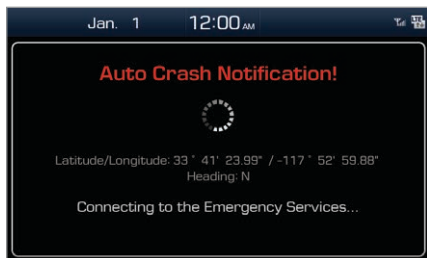 Jan. 1 12:00 AM
Auto Crash Notification!
Latitude/Longitude: 33° 41' 23.99" / -117° 52' 59.88"
Heading: N
Connecting to the Emergency Services...